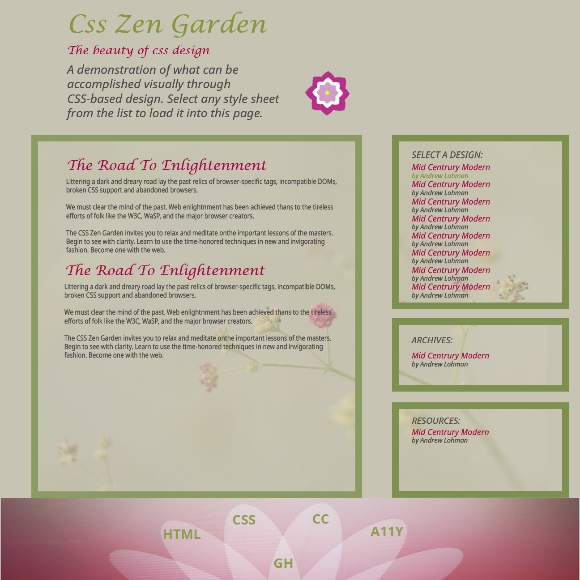 Css Zen Garden
The beauty of css design
A demonstration of what can be
accomplished visually through
CSS-based design. Select any style sheet
from the list to load it into this page.
The Road To Enlightenment
Littering a dark and dreary road lay the past relics of browser-specific tags, incompatible DOMs,
broken CSS support and abandoned browsers.
We must clear the mind of the past. Web enlightnment has been achieved thans to the tireless
efforts of folk like the W3C, WaSP, and the major browser creators.
The CSS Zen Garden invites you to relax and meditate onthe important lessons of the masters.
Begin to see with clarity. Learn to use the time-honored techniques in new and invigorating
fashion. Become one with the web.
The Road To Enlightenment
Littering a dark and dreary road lay the past relics of browser-specific tags, incompatible DOMs,
broken CSS support and abandoned browsers.
We must clear the mind of the past. Web enlightnment has been achieved thans to the tireless
efforts of folk like the W3C, WaSP, and the major browser creators.
The CSS Zen Garden invites you to relax and meditate onthe important lessons of the masters.
Begin to see with clarity. Learn to use the time-honored techniques in new and invigorating
fashion. Become one with the web.
SELECT A DESIGN:
Mid Centrury Modern
by Andrew Lohman
Mid Centrury Modern
by Andrew Lohman
Mid Centrury Modern
by Andrew Lohman
Mid Centrury Modern
by Andrew Lohman
Mid Centrury Modern
by Andrew Lohman
Mid Centrury Modern
by Andrew Lohman
Mid Centrury Modern
by Andrew Lohman
Mid Centrury Modern
by Andrew Lohman
ARCHIVES:
Mid Centrury Modern
by Andrew Lohman
RESOURCES:
Mid Centrury Modern
by Andrew Lohman
HTML
CSS
CC
A11Y
GH